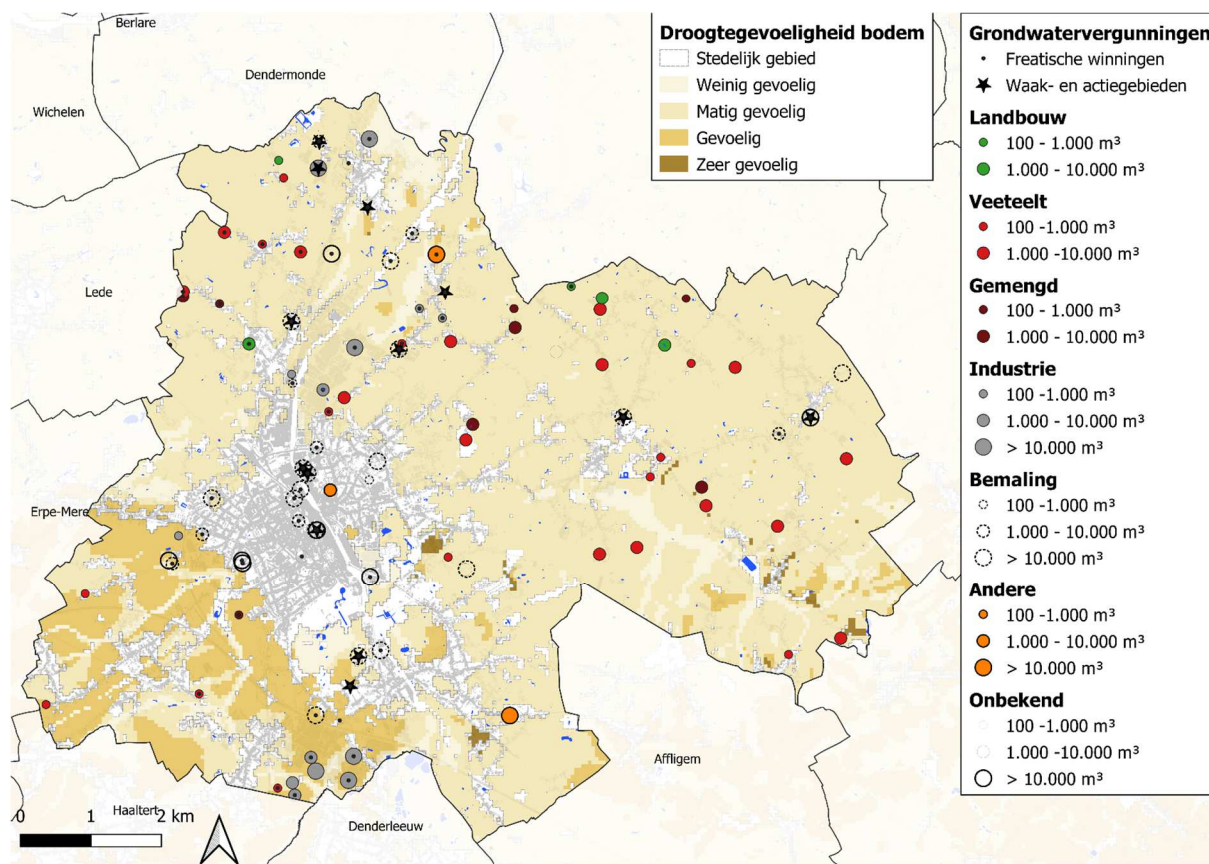 Berlare
Dendermonde
Wichelen
Lede
Erpe-Mere
Haaltert
Denderleeuw
Affligem
0 1 2 km
Droogtegevoeligheid bodem
Stedelijk gebied
Weinig gevoelig
Matig gevoelig
Gevoelig
Zeer gevoelig
Grondwatervergunningen
Freatische winningen
Waak- en actiegebieden
Landbouw
100 - 1.000 m³
1.000 - 10.000 m³
Veeteelt
100 -1.000 m³
1.000 -10.000 m³
Gemengd
100 - 1.000 m³
1.000 - 10.000 m³
Industrie
100 -1.000 m³
1.000 - 10.000 m³
> 10.000 m³
Bemaling
100 -1.000 m³
1.000 - 10.000 m³
> 10.000 m³
Andere
100 -1.000 m³
1.000 - 10.000 m³
> 10.000 m³
Onbekend
100 -1.000 m³
1.000 -10.000 m³
> 10.000 m³